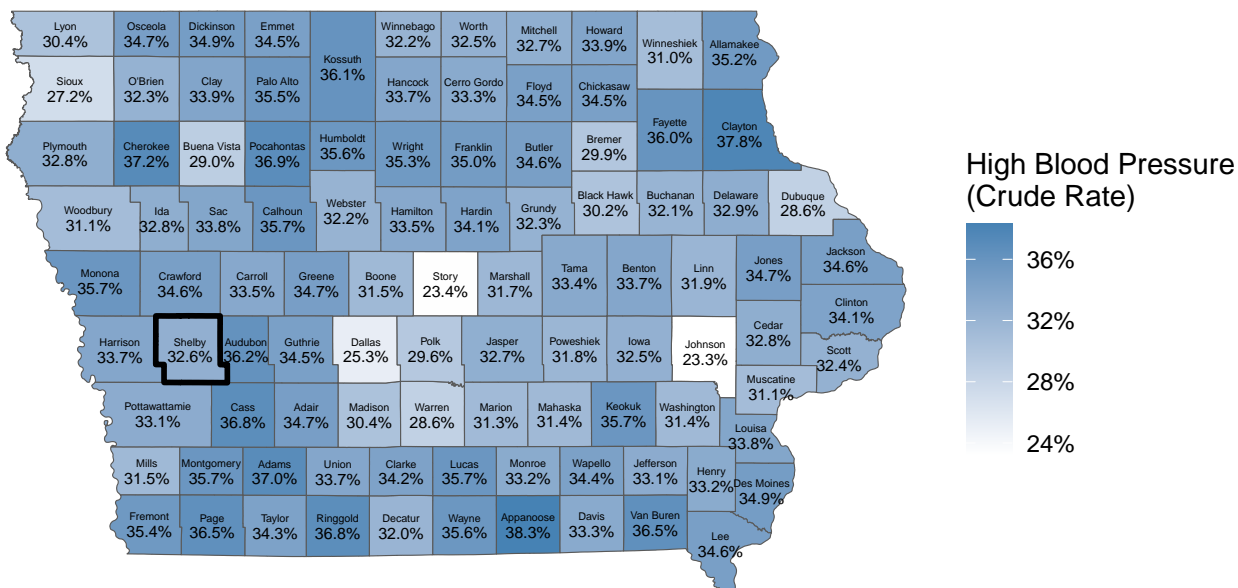 Lyon
30.4%
Osceola
34.7%
Dickinson
34.9%
Emmet
34.5%
Kossuth
36.1%
Winnebago
32.2%
Worth
32.5%
Mitchell
32.7%
Howard
33.9%
Winneshiek
31.0%
Allamakee
35.2%
Sioux
27.2%
O'Brien
32.3%
Clay
33.9%
Palo Alto
35.5%
Hancock
33.7%
Cerro Gordo
33.3%
Floyd
34.5%
Chickasaw
34.5%
Fayette
36.0%
Clayton
37.8%
Plymouth
32.8%
Cherokee
37.2%
Buena Vista
29.0%
Pocahontas
36.9%
Humboldt
35.6%
Wright
35.3%
Franklin
35.0%
Butler
34.6%
Bremer
29.9%
Woodbury
31.1%
Ida
32.8%
Sac
33.8%
Calhoun
35.7%
Webster
32.2%
Hamilton
33.5%
Hardin
34.1%
Grundy
32.3%
Black Hawk
30.2%
Buchanan
32.1%
Delaware
32.9%
Dubuque
28.6%
Monona
35.7%
Crawford
34.6%
Carroll
33.5%
Greene
34.7%
Boone
31.5%
Story
23.4%
Marshall
31.7%
Tama
33.4%
Benton
33.7%
Linn
31.9%
Jones
34.7%
Jackson
34.6%
Clinton
34.1%
Harrison
33.7%
Shelby
32.6%
Audubon
36.2%
Guthrie
34.5%
Dallas
25.3%
Polk
29.6%
Jasper
32.7%
Poweshiek
31.8%
Iowa
32.5%
Johnson
23.3%
Cedar
32.8%
Scott
32.4%
Muscatine
31.1%
Pottawattamie
33.1%
Cass
36.8%
Adair
34.7%
Madison
30.4%
Warren
28.6%
Marion
31.3%
Mahaska
31.4%
Keokuk
35.7%
Washington
31.4%
Louisa
33.8%
Mills
31.5%
Montgomery
35.7%
Adams
37.0%
Union
33.7%
Clarke
34.2%
Lucas
35.7%
Monroe
33.2%
Wapello
34.4%
Jefferson
33.1%
Henry
33.2%
Des Moines
34.9%
Fremont
35.4%
Page
36.5%
Taylor
34.3%
Ringgold
36.8%
Decatur
32.0%
Wayne
35.6%
Appanoose
38.3%
Davis
33.3%
Van Buren
36.5%
Lee
34.6%
High Blood Pressure
(Crude Rate)
36%
32%
28%
24%